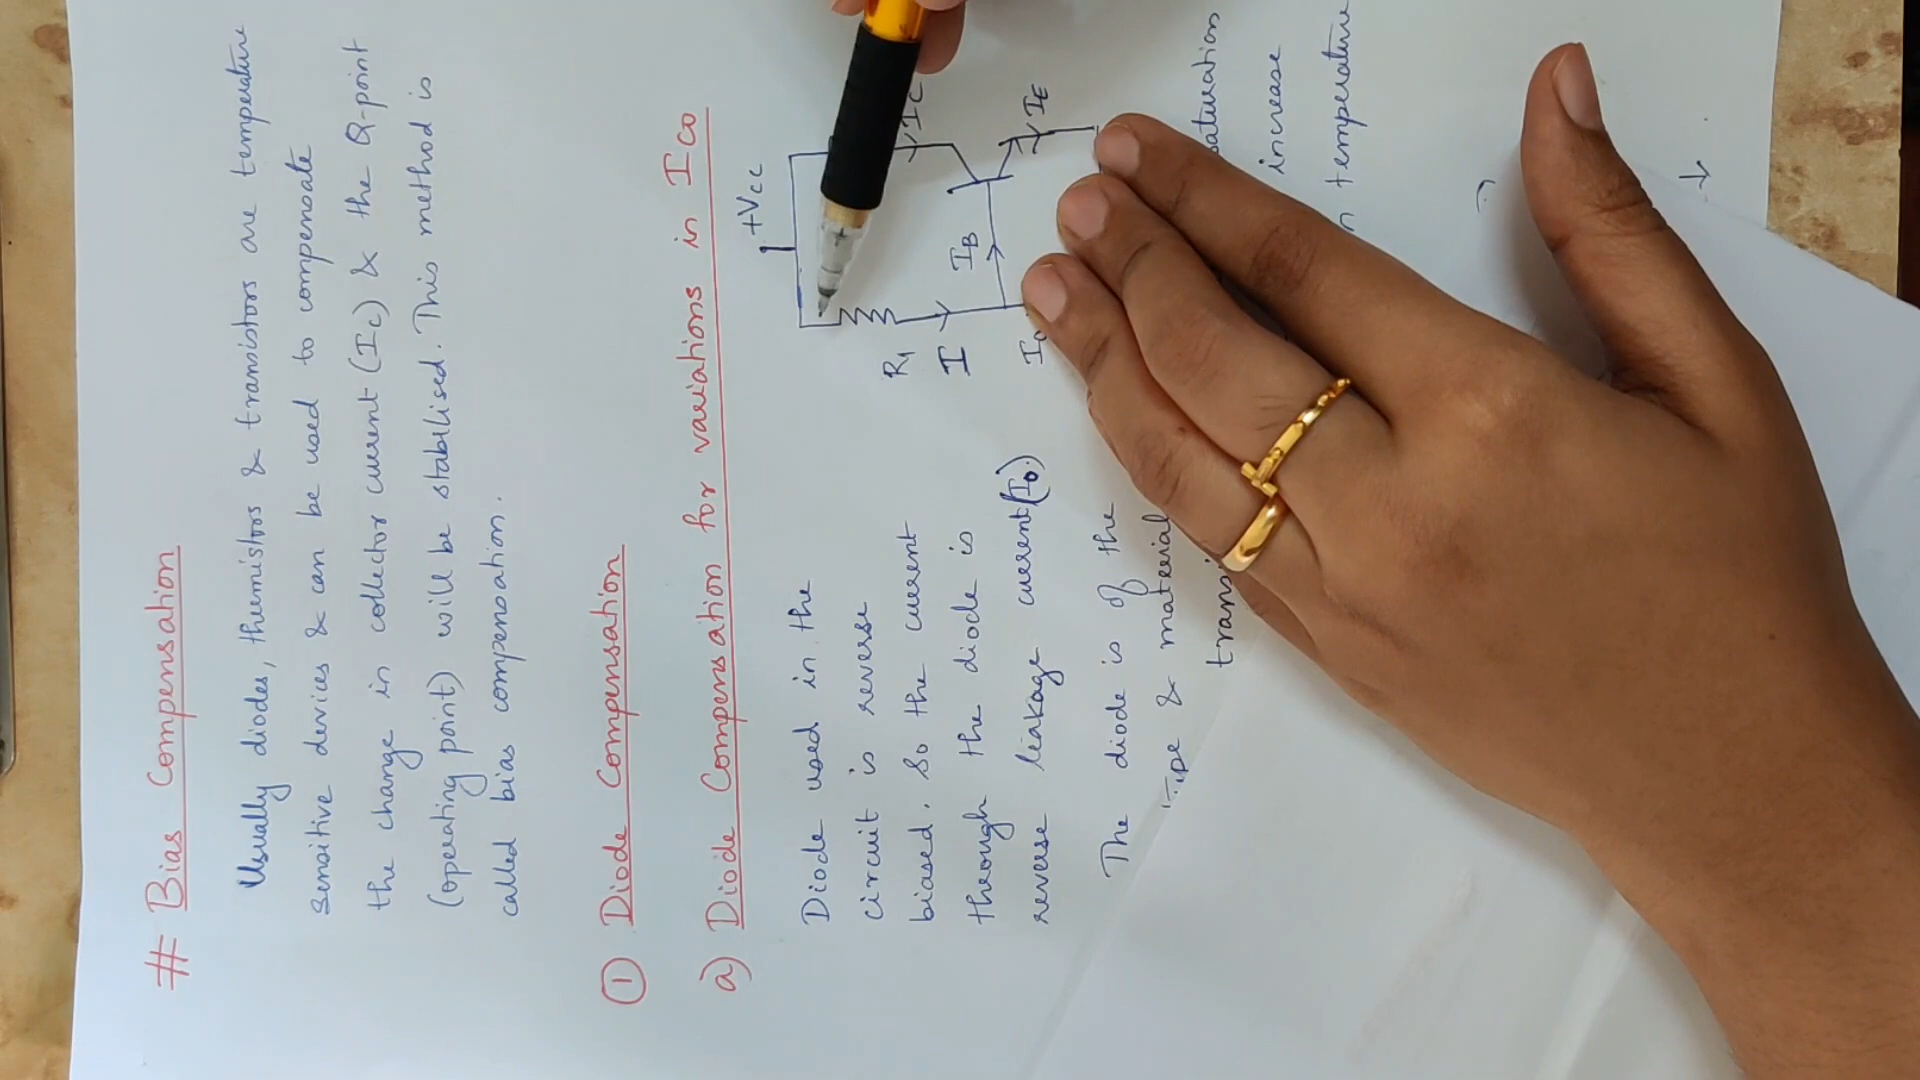 # Bias Compensation
Usually diodes, thermistors & transistors are temperature
sensitive devices & can be used to compensate
the change in collector current (Ic) & the Q-point
(operating point) will be stabilised. This method is
called bias compensation.
① Diode Compensation
a) Diode Compensation for variations in Ico
Diode used in the
circuit is reverse
biased. So the current
through the diode is
reverse leakage current (Io.)
The diode is of the
& material
+Vcc
R1
I
IC
IB
IE
saturation
increase
temperature